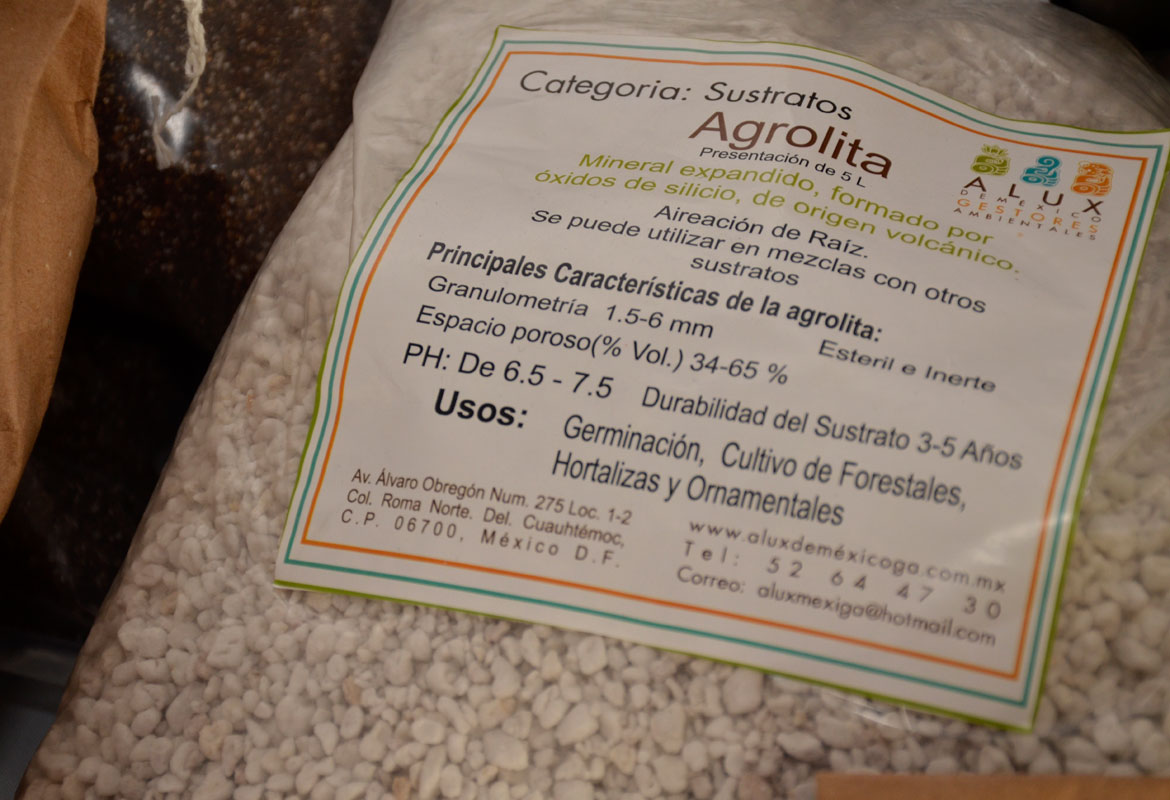 Categoria: Sustratos
Agrolita
Presentación de 5 L
Mineral expandido, formado por
óxidos de silicio, de origen volcánico.
Aireación de Raíz.
Se puede utilizar en mezclas con otros
sustratos
Principales Características de la agrolita:
Granulometría 1.5-6 mm
Esteril e Inerte
Espacio poroso(% Vol.) 34-65 %
PH: De 6.5 - 7.5
Durabilidad del Sustrato 3-5 Años
Usos:
Germinación, Cultivo de Forestales,
Hortalizas y Ornamentales
Av. Álvaro Obregón Num. 275 Loc. 1-2
Col. Roma Norte. Del. Cuauhtémoc,
C.P. 06700, México D.F.
www.aluxdeméxicoga.com.mx
Tel: 52 64 47 30
Correo: aluxmexiga@hotmail.com
ALUX
DE MÉXICO
GESTORES
AMBIENTALES